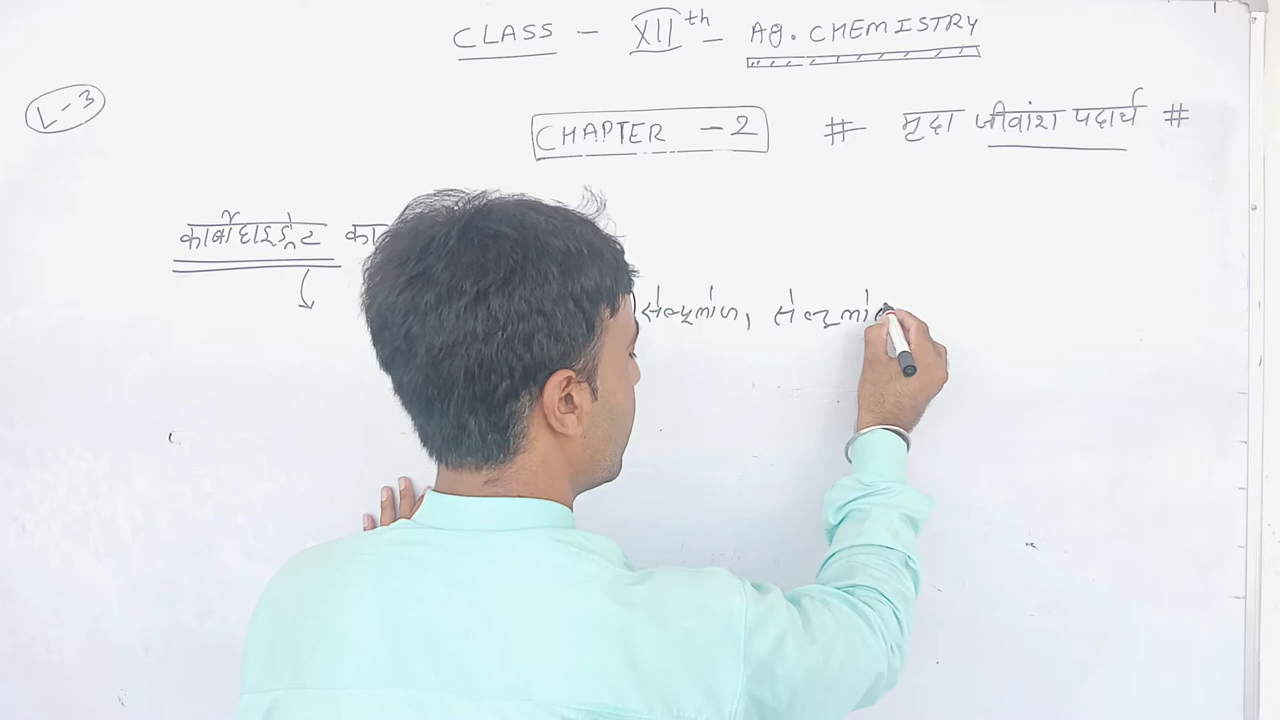 CLASS - XIIth - Ag. CHEMISTRY
L-3
CHAPTER - 2 # मृदा जीवांश पदार्थ #
कार्बोहाइड्रेट का